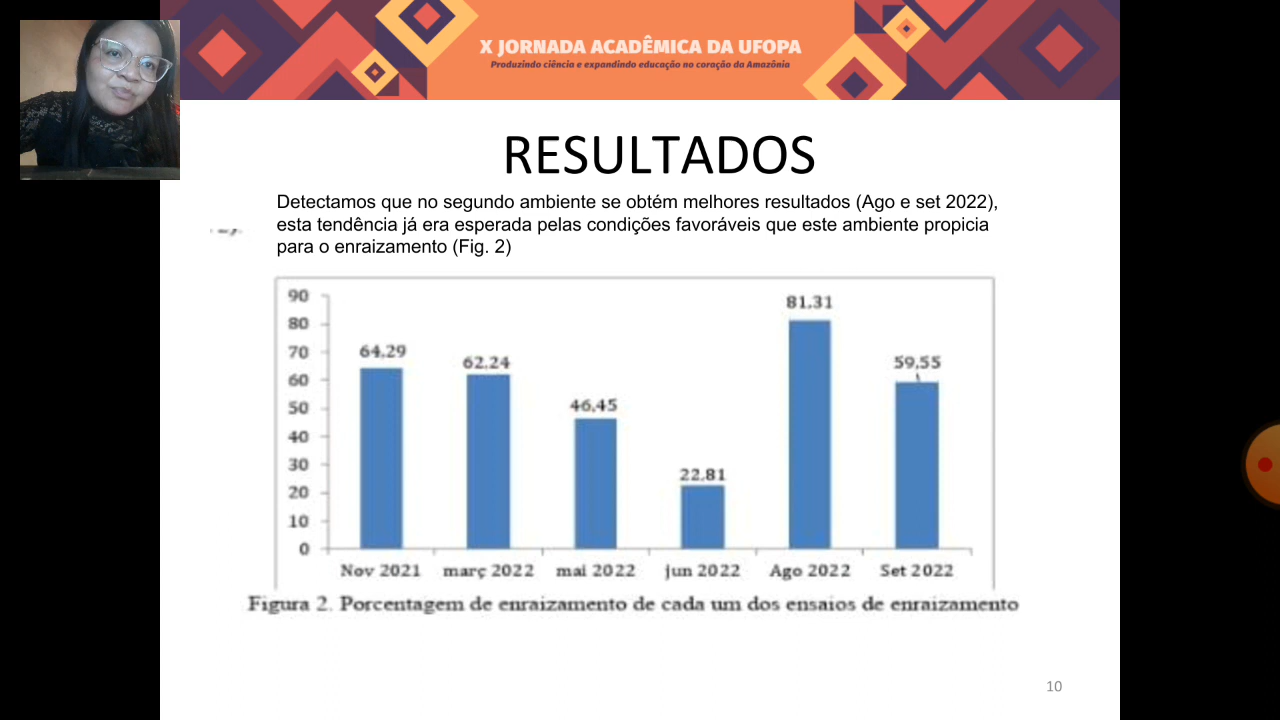 X JORNADA ACADÊMICA DA UFOPA
Produzindo ciência e expandindo educação no coração da Amazônia
RESULTADOS
Detectamos que no segundo ambiente se obtém melhores resultados (Ago e set 2022),
esta tendência já era esperada pelas condições favoráveis que este ambiente propicia
para o enraizamento (Fig. 2)
90
80
70
60
50
40
30
20
10
0
64,29
62,24
46,45
22,81
81,31
59,55
Nov 2021 març 2022 mai 2022 jun 2022 Ago 2022 Set 2022
Figura 2. Porcentagem de enraizamento de cada um dos ensaios de enraizamento
10